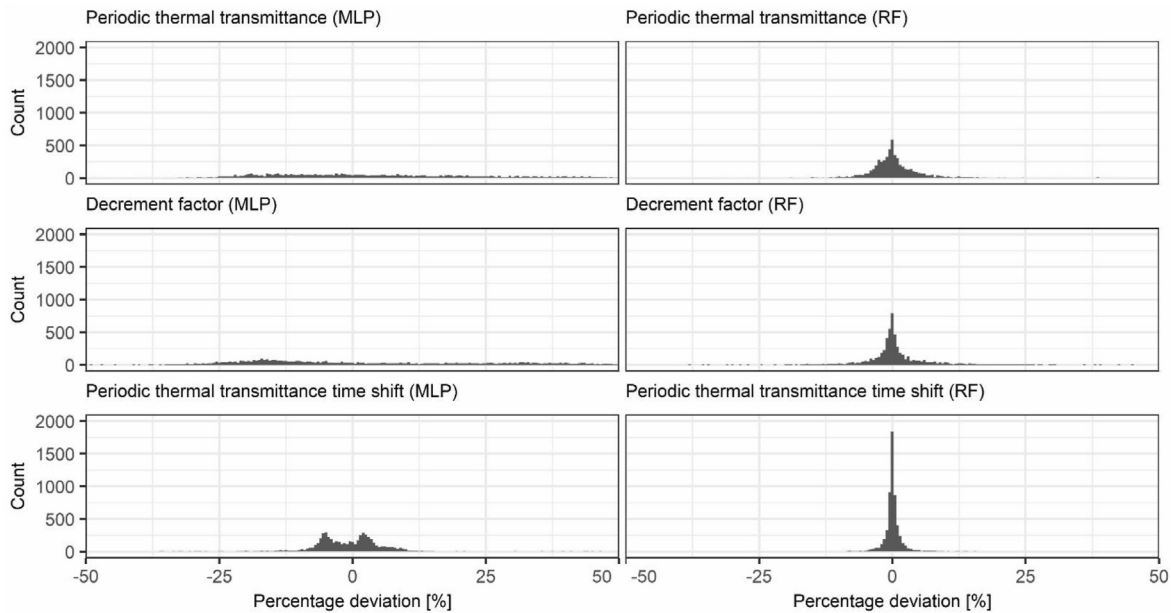 Periodic thermal transmittance (MLP)
Periodic thermal transmittance (RF)
2000
1500
1000
500
0
Count
Decrement factor (MLP)
Decrement factor (RF)
2000
1500
1000
500
0
Count
Periodic thermal transmittance time shift (MLP)
Periodic thermal transmittance time shift (RF)
2000
1500
1000
500
0
Count
-50 -25 0 25 50
-50 -25 0 25 50
Percentage deviation [%]
Percentage deviation [%]